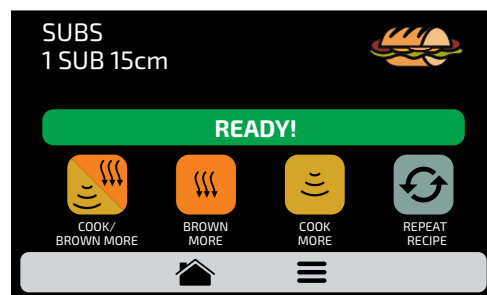 SUBS
1 SUB 15cm
READY!
COOK/
BROWN MORE
BROWN
MORE
COOK
MORE
REPEAT
RECIPE